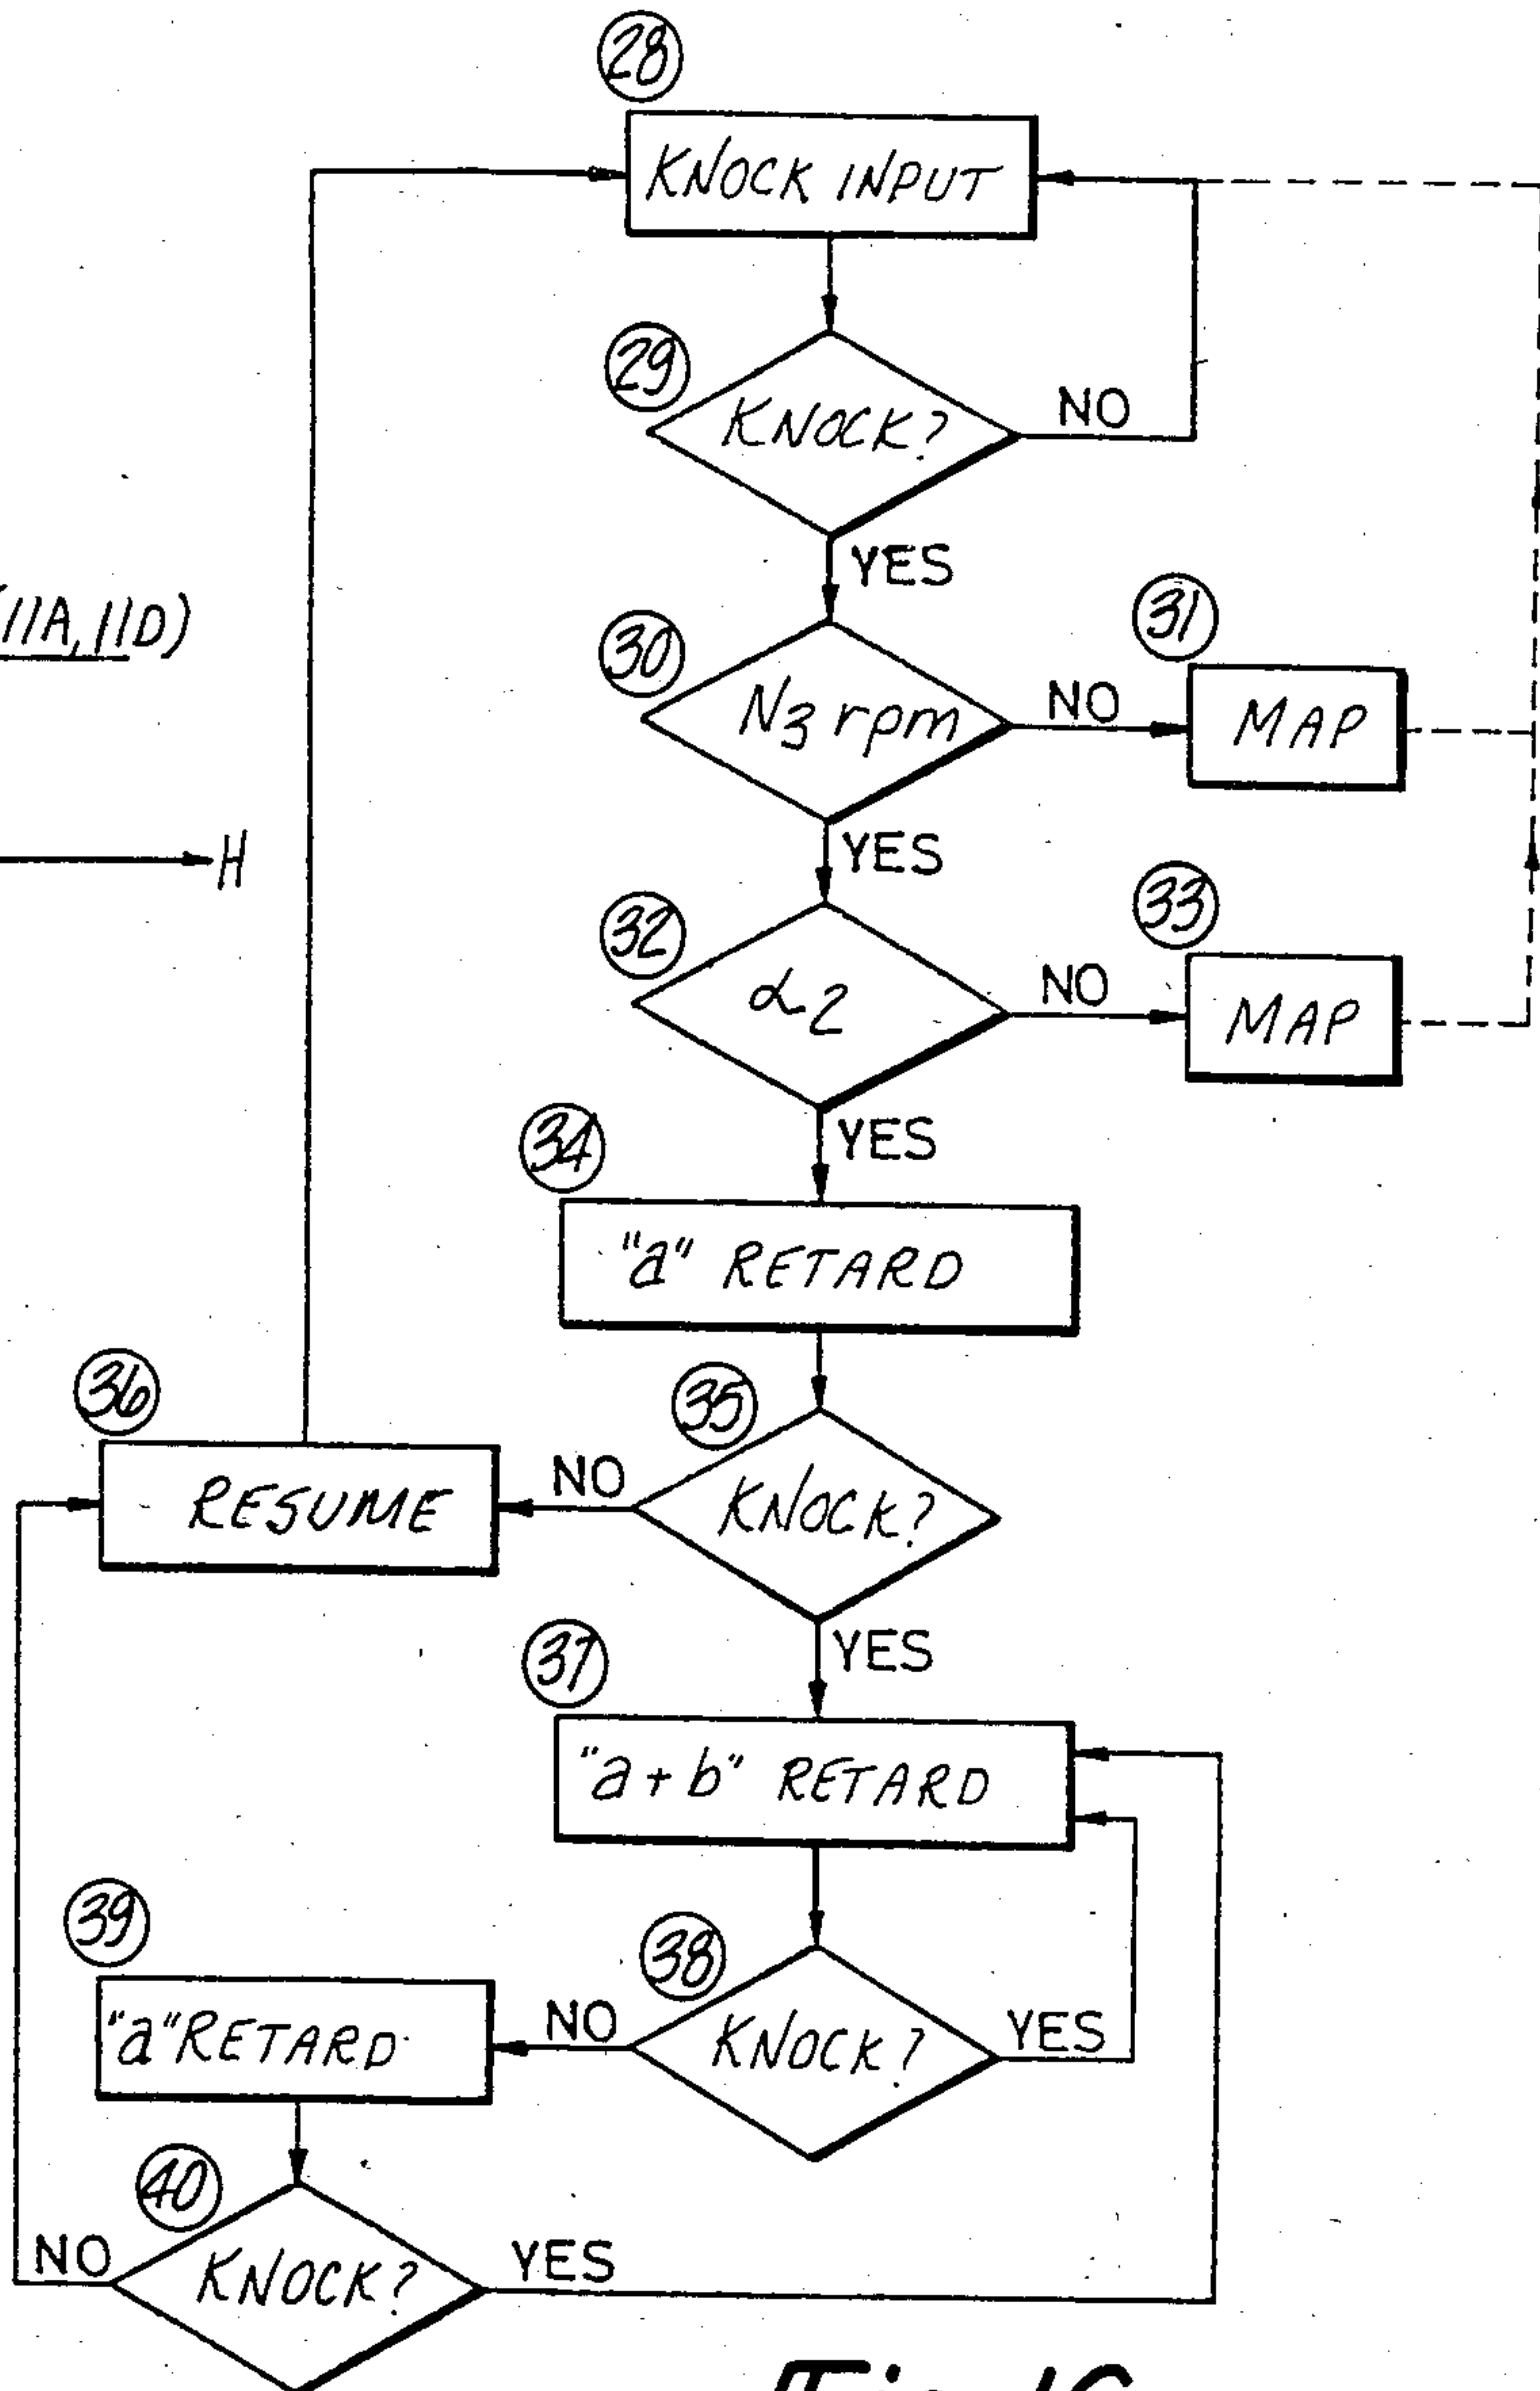 28
KNOCK INPUT
29
KNOCK?
NO
YES
(11A, 11D)
30
N3 rpm
NO
31
MAP
YES
H
32
α2
NO
33
MAP
YES
34
"a" RETARD
36
RESUME
NO
35
KNOCK?
YES
37
"a+b" RETARD
39
"a" RETARD
NO
38
KNOCK?
YES
40
NO
KNOCK?
YES